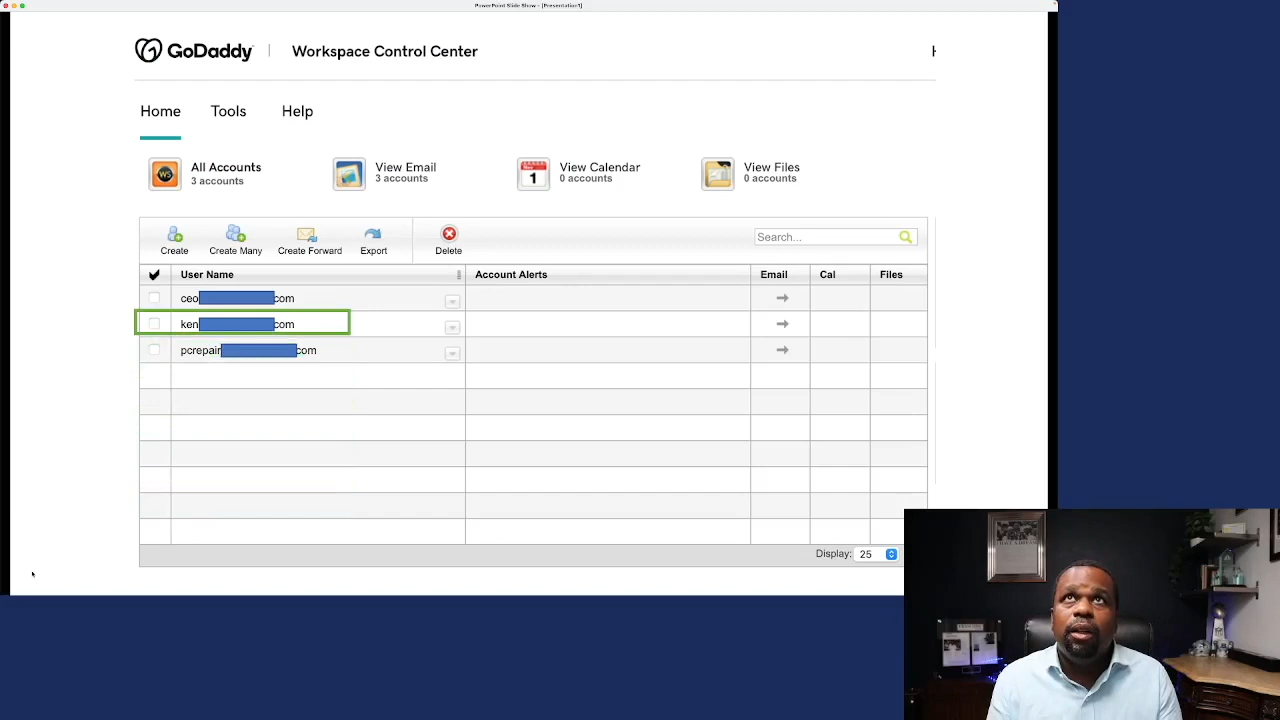 PowerPoint Slide Show - [Presentation1]
GoDaddy | Workspace Control Center
Home Tools Help
All Accounts
3 accounts
View Email
3 accounts
View Calendar
0 accounts
View Files
0 accounts
Create Create Many Create Forward Export Delete Search...
User Name Account Alerts Email Cal Files
ceo com
ken com
pcrepair com
Display: 25